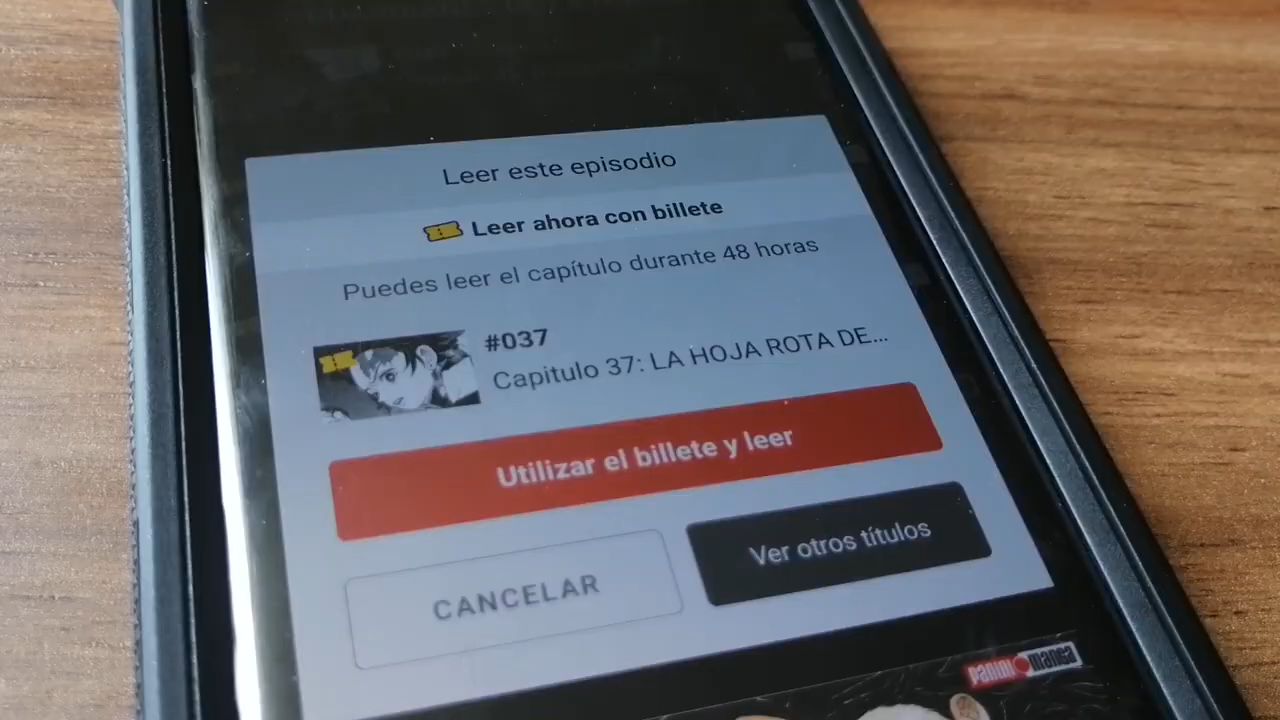 Leer este episodio
Leer ahora con billete
Puedes leer el capítulo durante 48 horas
#037
Capitulo 37: LA HOJA ROTA DE...
Utilizar el billete y leer
CANCELAR
Ver otros títulos
panini manga